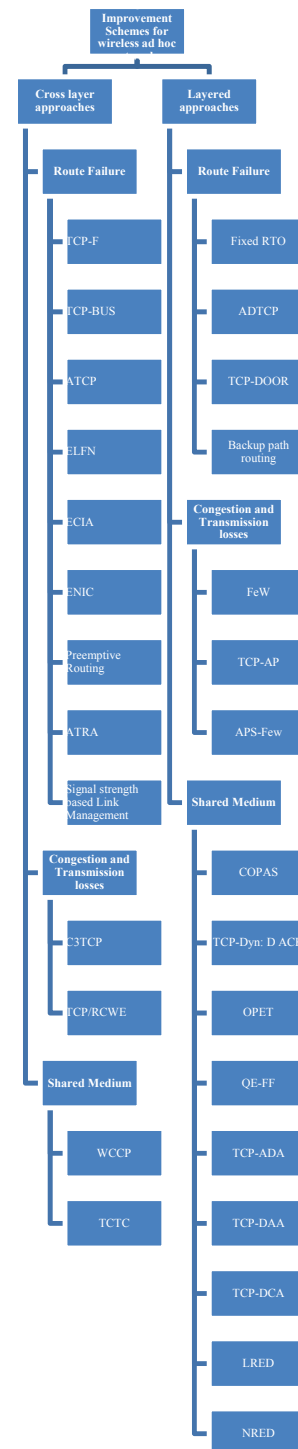 Improvement
Schemes for
wireless ad hoc
Cross layer
approaches
Route Failure
TCP-F
TCP-BUS
ATCP
ELFN
ECIA
ENIC
Preemptive
Routing
ATRA
Signal strength
based Link
Management
Congestion and
Transmission
losses
C3TCP
TCP/RCWE
Shared Medium
WCCP
TCTC
Layered
approaches
Route Failure
Fixed RTO
ADTCP
TCP-DOOR
Backup path
routing
Congestion and
Transmission
losses
FeW
TCP-AP
APS-Few
Shared Medium
COPAS
TCP-Dyn: D
OPET
QE-FF
TCP-ADA
TCP-DAA
TCP-DCA
LRED
NRED